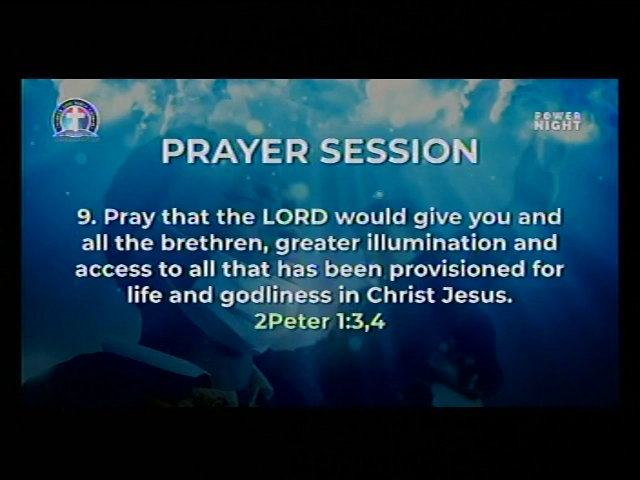 POWER
NIGHT
PRAYER SESSION
9. Pray that the LORD would give you and
all the brethren, greater illumination and
access to all that has been provisioned for
life and godliness in Christ Jesus.
2Peter 1:3,4